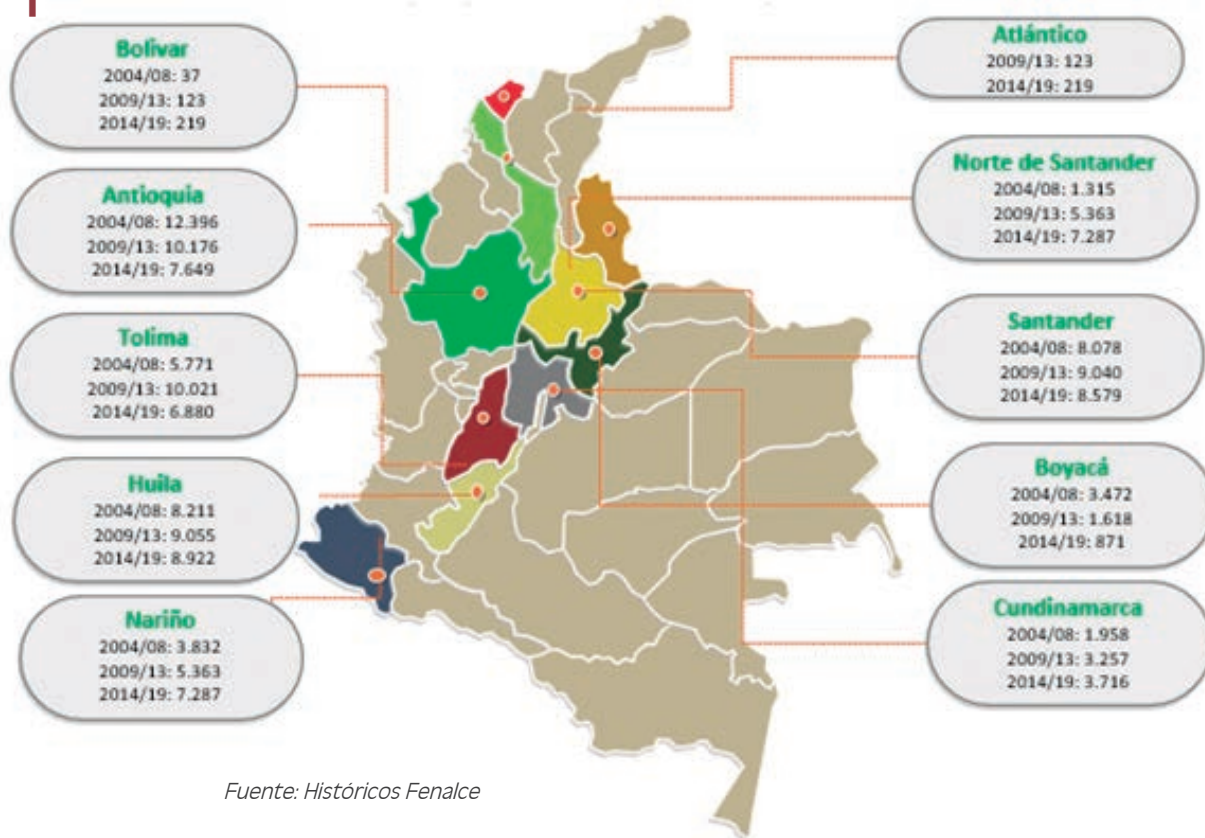 Bolivar
2004/08: 37
2009/13: 123
2014/19: 219
Antioquia
2004/08: 12.396
2009/13: 10.176
2014/19: 7.649
Tolima
2004/08: 5.771
2009/13: 10.021
2014/19: 6.880
Huila
2004/08: 8.211
2009/13: 9.055
2014/19: 8.922
Nariño
2004/08: 3.832
2009/13: 5.363
2014/19: 7.287
Atlántico
2009/13: 123
2014/19: 219
Norte de Santander
2004/08: 1.315
2009/13: 5.363
2014/19: 7.287
Santander
2004/08: 8.078
2009/13: 9.040
2014/19: 8.579
Boyacá
2004/08: 3.472
2009/13: 1.618
2014/19: 871
Cundinamarca
2004/08: 1.958
2009/13: 3.257
2014/19: 3.716
Fuente: Históricos Fenalce